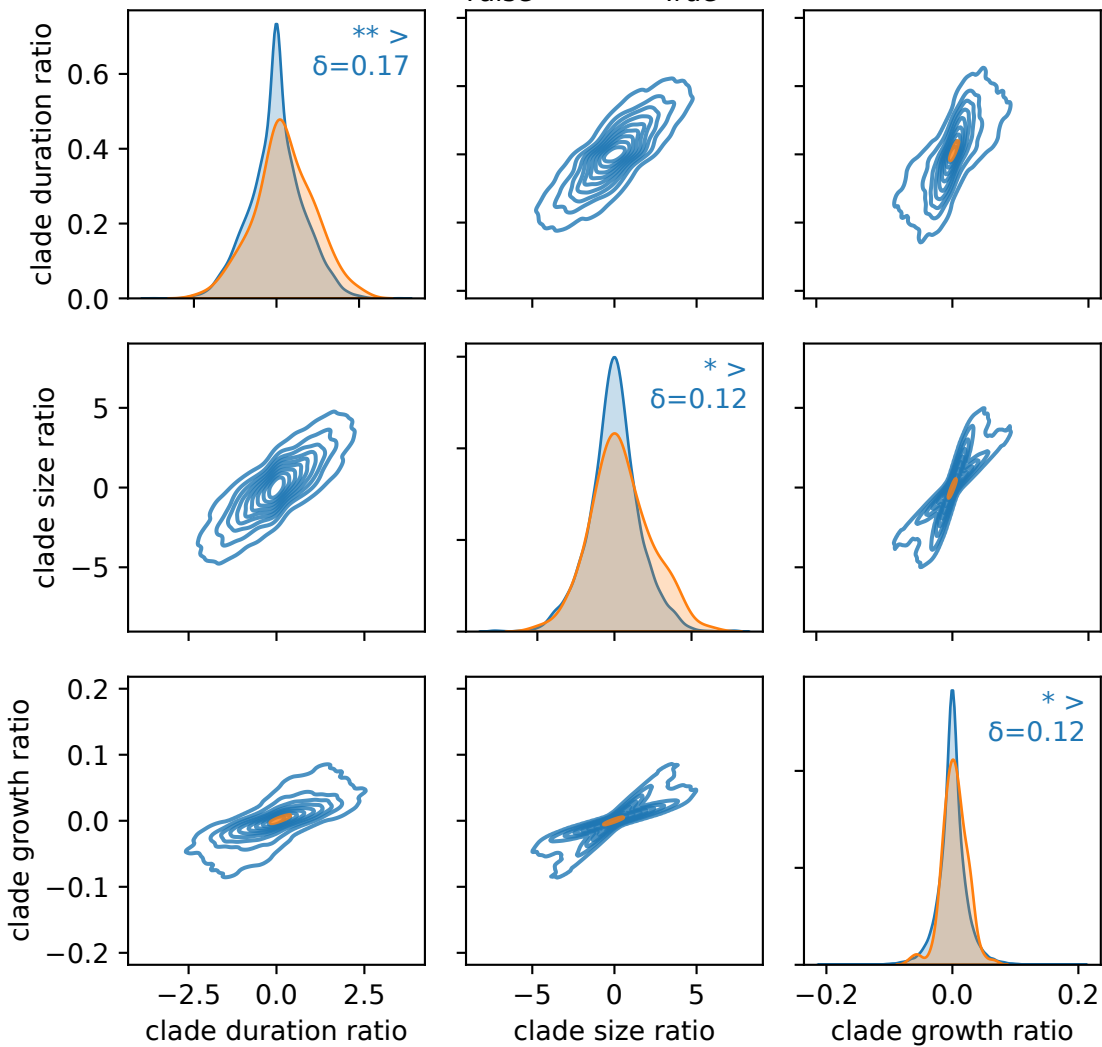 clade duration ratio
0.6
0.4
0.2
0.0
** >
δ=0.17
clade size ratio
5
0
−5
* >
δ=0.12
clade growth ratio
0.2
0.1
0.0
−0.1
−0.2
* >
δ=0.12
−2.5 0.0 2.5
−5 0 5
−0.2 0.0 0.2
clade duration ratio
clade size ratio
clade growth ratio